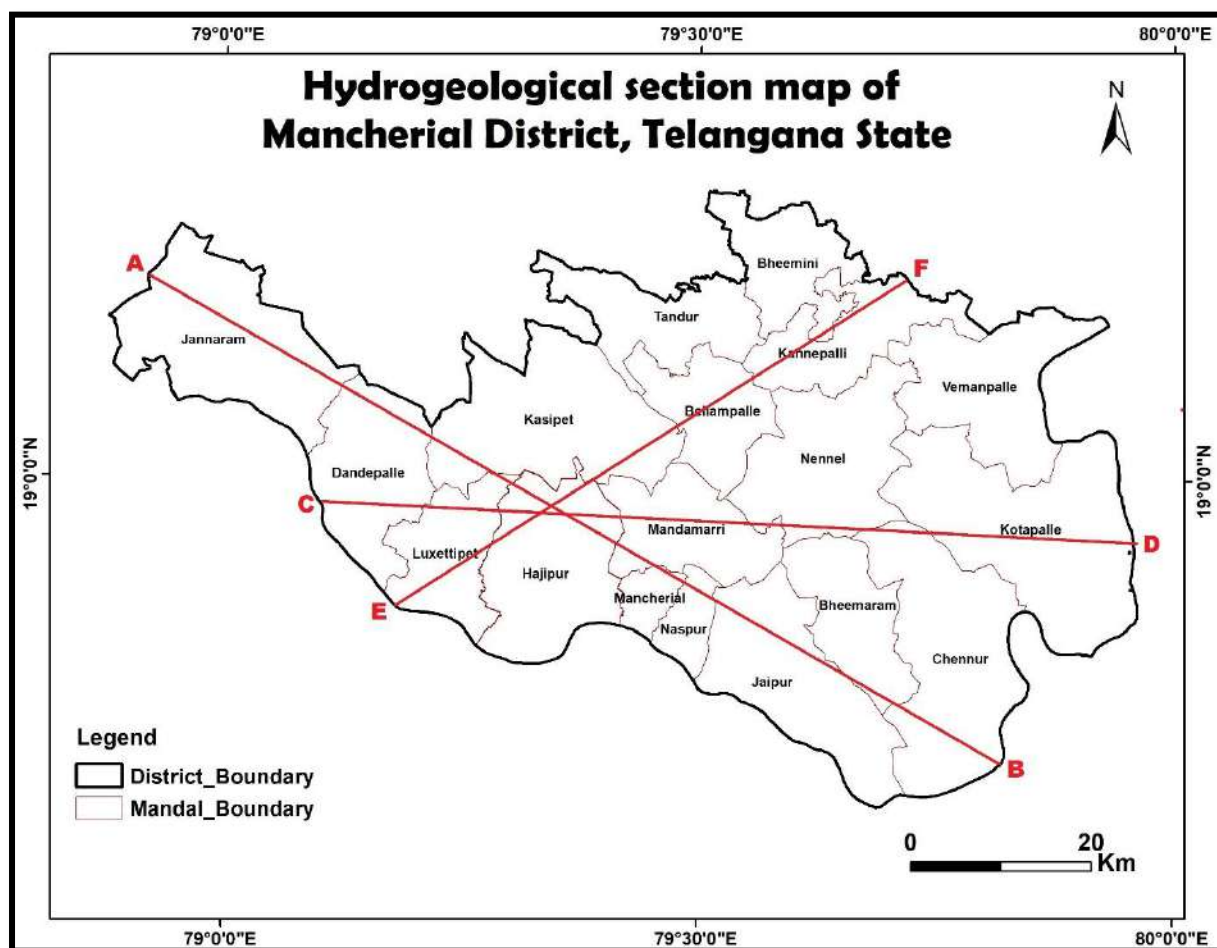 79°0'0"E
79°30'0"E
80°0'0"E
Hydrogeological section map of
Mancherial District, Telangana State
N
A
F
Bheemini
Tandur
Jannaram
Kannepalli
Vemanpalle
Bellampalle
Kasipet
Nennel
19°0'0"N
19°0'0"N
Dandepalle
C
Mandamarri
Kotapalle
D
Luxettipet
Hajipur
E
Mancherial
Bheemaram
Naspur
Chennur
Jaipur
B
Legend
District_Boundary
Mandal_Boundary
0 20
Km
79°0'0"E
79°30'0"E
80°0'0"E